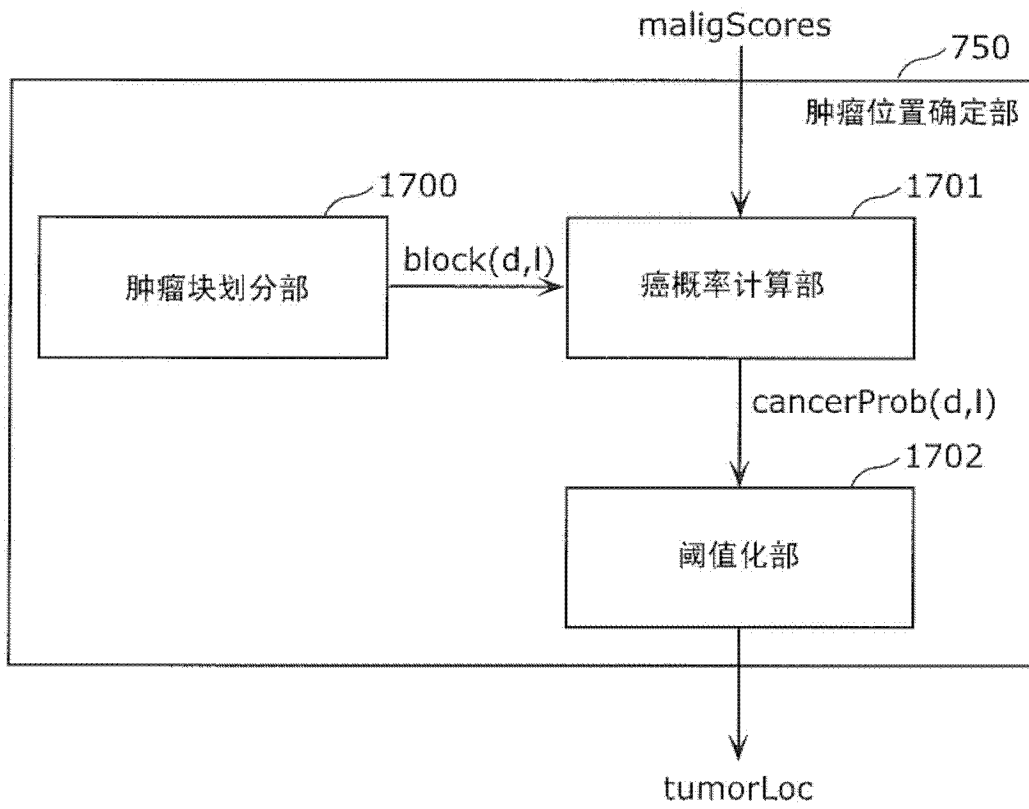 maligScores
750
肿瘤位置确定部
1700
1701
肿瘤块划分部
block(d,l)
癌概率计算部
cancerProb(d,l)
1702
阈值化部
tumorLoc